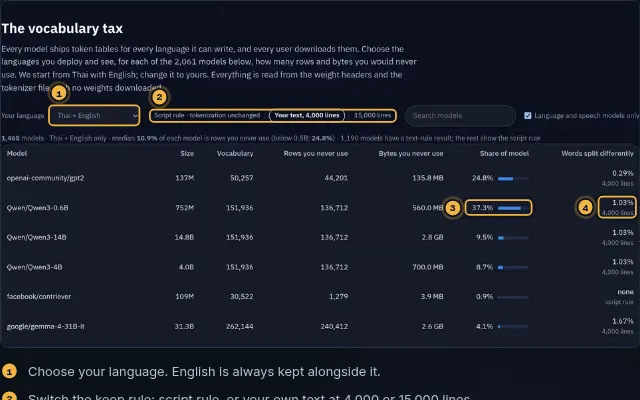 The vocabulary tax
Every model ships token tables for every language it can write, and every user downloads them. Choose the
languages you deploy and see, for each of the 2,061 models below, how many rows and bytes you would never
use. We start from Thai with English; change it to yours. Everything is read from the weight headers and the
tokenizer file no weights downloaded.
1
2
Your language Thai + English Script rule · tokenization unchanged Your text, 4,000 lines 15,000 lines Search models Language and speech models only
1,465 models · Thai + English only · median 10.9% of each model is rows you never use (below 0.5B: 24.8%) · 1,190 models have a text-rule result; the rest show the script rule
Model Size Vocabulary Rows you never use Bytes you never use Share of model Words split differently
openai-community/gpt2 137M 50,257 44,201 135.8 MB 24.8% 0.29%
4,000 lines
Qwen/Qwen3-0.6B 752M 151,936 136,712 560.0 MB 3 37.3% 4 1.03%
4,000 lines
Qwen/Qwen3-14B 14.8B 151,936 136,712 2.8 GB 9.5% 1.03%
4,000 lines
Qwen/Qwen3-4B 4.0B 151,936 136,712 700.0 MB 8.7% 1.03%
4,000 lines
facebook/contriever 109M 30,522 1,279 3.9 MB 0.9% none
script rule
google/gemma-4-31B-it 31.3B 262,144 240,412 2.6 GB 4.1% 1.67%
4,000 lines
1 Choose your language. English is always kept alongside it.
2 Switch the keep rule: script rule, or your own text at 4,000 or 15,000 lines